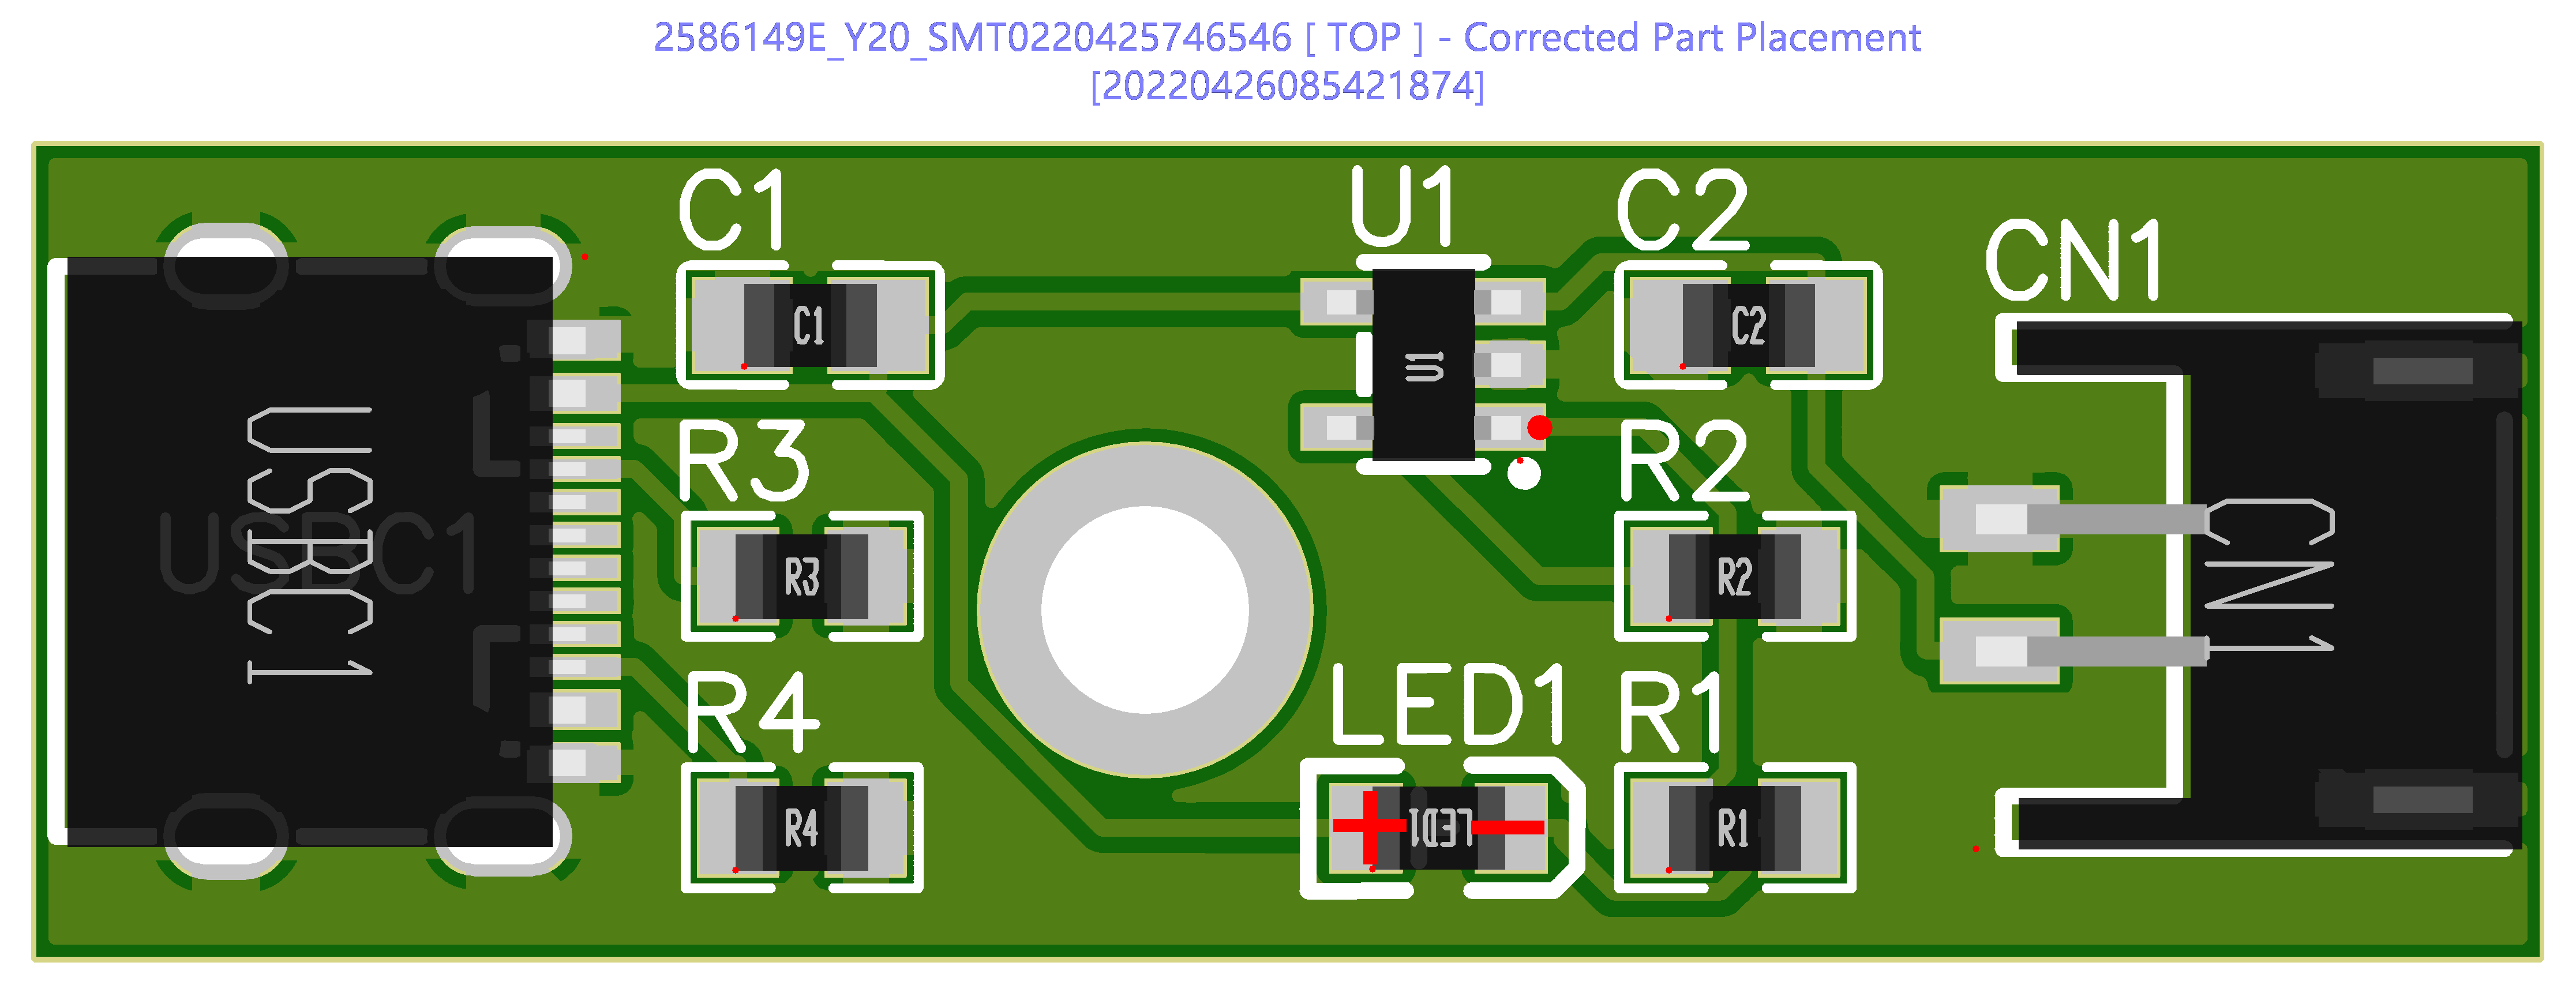 2586149E_Y20_SMT0220425746546 [ TOP ] - Corrected Part Placement
[20220426085421874]
C1
U1
C2
CN1
C1
C2
U1
USBC1
USBC1
R3
R2
R3
R2
CN1
R4
LED1
R1
R4
LED1
R1